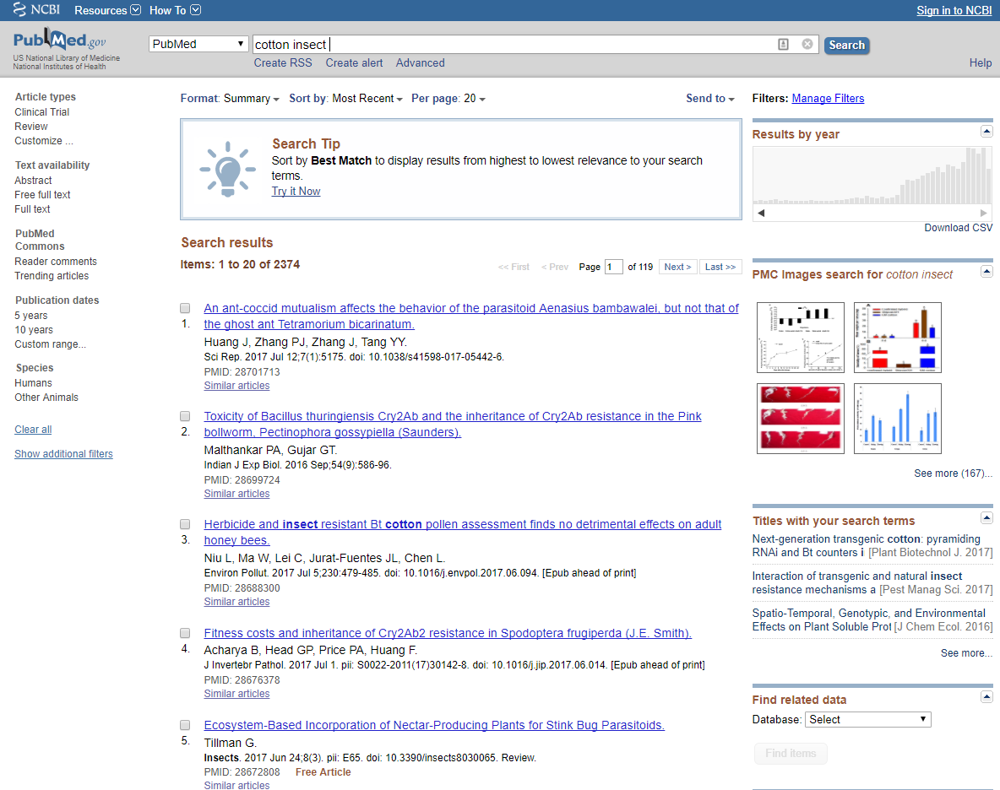 NCBI Resources How To Sign in to NCBI
PubMed.gov
US National Library of Medicine
National Institutes of Health
PubMed
cotton insect
Search
Create RSS Create alert Advanced
Help
Article types
Clinical Trial
Review
Customize ...
Text availability
Abstract
Free full text
Full text
PubMed
Commons
Reader comments
Trending articles
Publication dates
5 years
10 years
Custom range...
Species
Humans
Other Animals
Clear all
Show additional filters
Format: Summary Sort by: Most Recent Per page: 20 Send to
Search Tip
Sort by Best Match to display results from highest to lowest relevance to your search
terms.
Try it Now
Search results
Items: 1 to 20 of 2374
<< First < Prev Page 1 of 119 Next > Last >>
An ant-coccid mutualism affects the behavior of the parasitoid Aenasius bambawalei, but not that of
1. the ghost ant Tetramorium bicarinatum.
Huang J, Zhang PJ, Zhang J, Tang YY.
Sci Rep. 2017 Jul 12;7(1):5175. doi: 10.1038/s41598-017-05442-6.
PMID: 28701713
Similar articles
Toxicity of Bacillus thuringiensis Cry2Ab and the inheritance of Cry2Ab resistance in the Pink
2. bollworm, Pectinophora gossypiella (Saunders).
Malthankar PA, Gujar GT.
Indian J Exp Biol. 2016 Sep;54(9):586-96.
PMID: 28699724
Similar articles
Herbicide and insect resistant Bt cotton pollen assessment finds no detrimental effects on adult
3. honey bees.
Niu L, Ma W, Lei C, Jurat-Fuentes JL, Chen L.
Environ Pollut. 2017 Jul 5;230:479-485. doi: 10.1016/j.envpol.2017.06.094. [Epub ahead of print]
PMID: 28688300
Similar articles
Fitness costs and inheritance of Cry2Ab2 resistance in Spodoptera frugiperda (J.E. Smith).
4. Acharya B, Head GP, Price PA, Huang F.
J Invertebr Pathol. 2017 Jul 1. pii: S0022-2011(17)30142-8. doi: 10.1016/j.jip.2017.06.014. [Epub ahead of print]
PMID: 28676378
Similar articles
Ecosystem-Based Incorporation of Nectar-Producing Plants for Stink Bug Parasitoids.
5. Tillman G.
Insects. 2017 Jun 24;8(3). pii: E65. doi: 10.3390/insects8030065. Review.
PMID: 28672808 Free Article
Similar articles
Filters: Manage Filters
Results by year
Download CSV
PMC Images search for cotton insect
See more (167)...
Titles with your search terms
Next-generation transgenic cotton: pyramiding
RNAi and Bt counters i [Plant Biotechnol J. 2017]
Interaction of transgenic and natural insect
resistance mechanisms a [Pest Manag Sci. 2017]
Spatio-Temporal, Genotypic, and Environmental
Effects on Plant Soluble Prot [J Chem Ecol. 2016]
See more...
Find related data
Database: Select
Find items